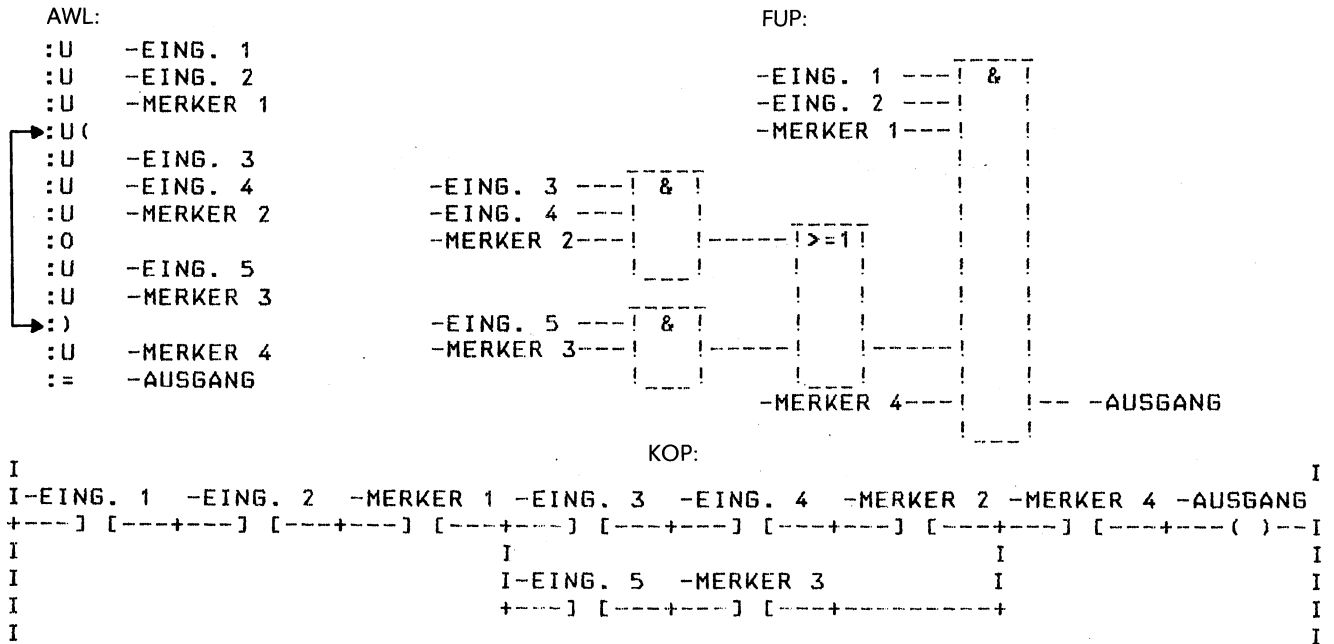 AWL:
:U -EING. 1
:U -EING. 2
:U -MERKER 1
:U(
:U -EING. 3
:U -EING. 4
:U -MERKER 2
:O
:U -EING. 5
:U -MERKER 3
:)
:U -MERKER 4
:= -AUSGANG
FUP:
-EING. 1 ---! & !
-EING. 2 ---! !
-MERKER 1---! !
-EING. 3 ---! & ! ! !
-EING. 4 ---! ! ! !
-MERKER 2---! !-----!>=1! ! !
-EING. 5 ---! & ! ! ! ! !
-MERKER 3---! !-----! !-----! !
-MERKER 4---! !-- -AUSGANG
KOP:
I I
I-EING. 1 -EING. 2 -MERKER 1 -EING. 3 -EING. 4 -MERKER 2 -MERKER 4 -AUSGANG I
+---] [---+---] [---+---] [---+---] [---+---] [---+---] [---+---] [---+---( )--I
I I I I
I I-EING. 5 -MERKER 3 I I
I +---] [---+---] [---+---------+ I
I I